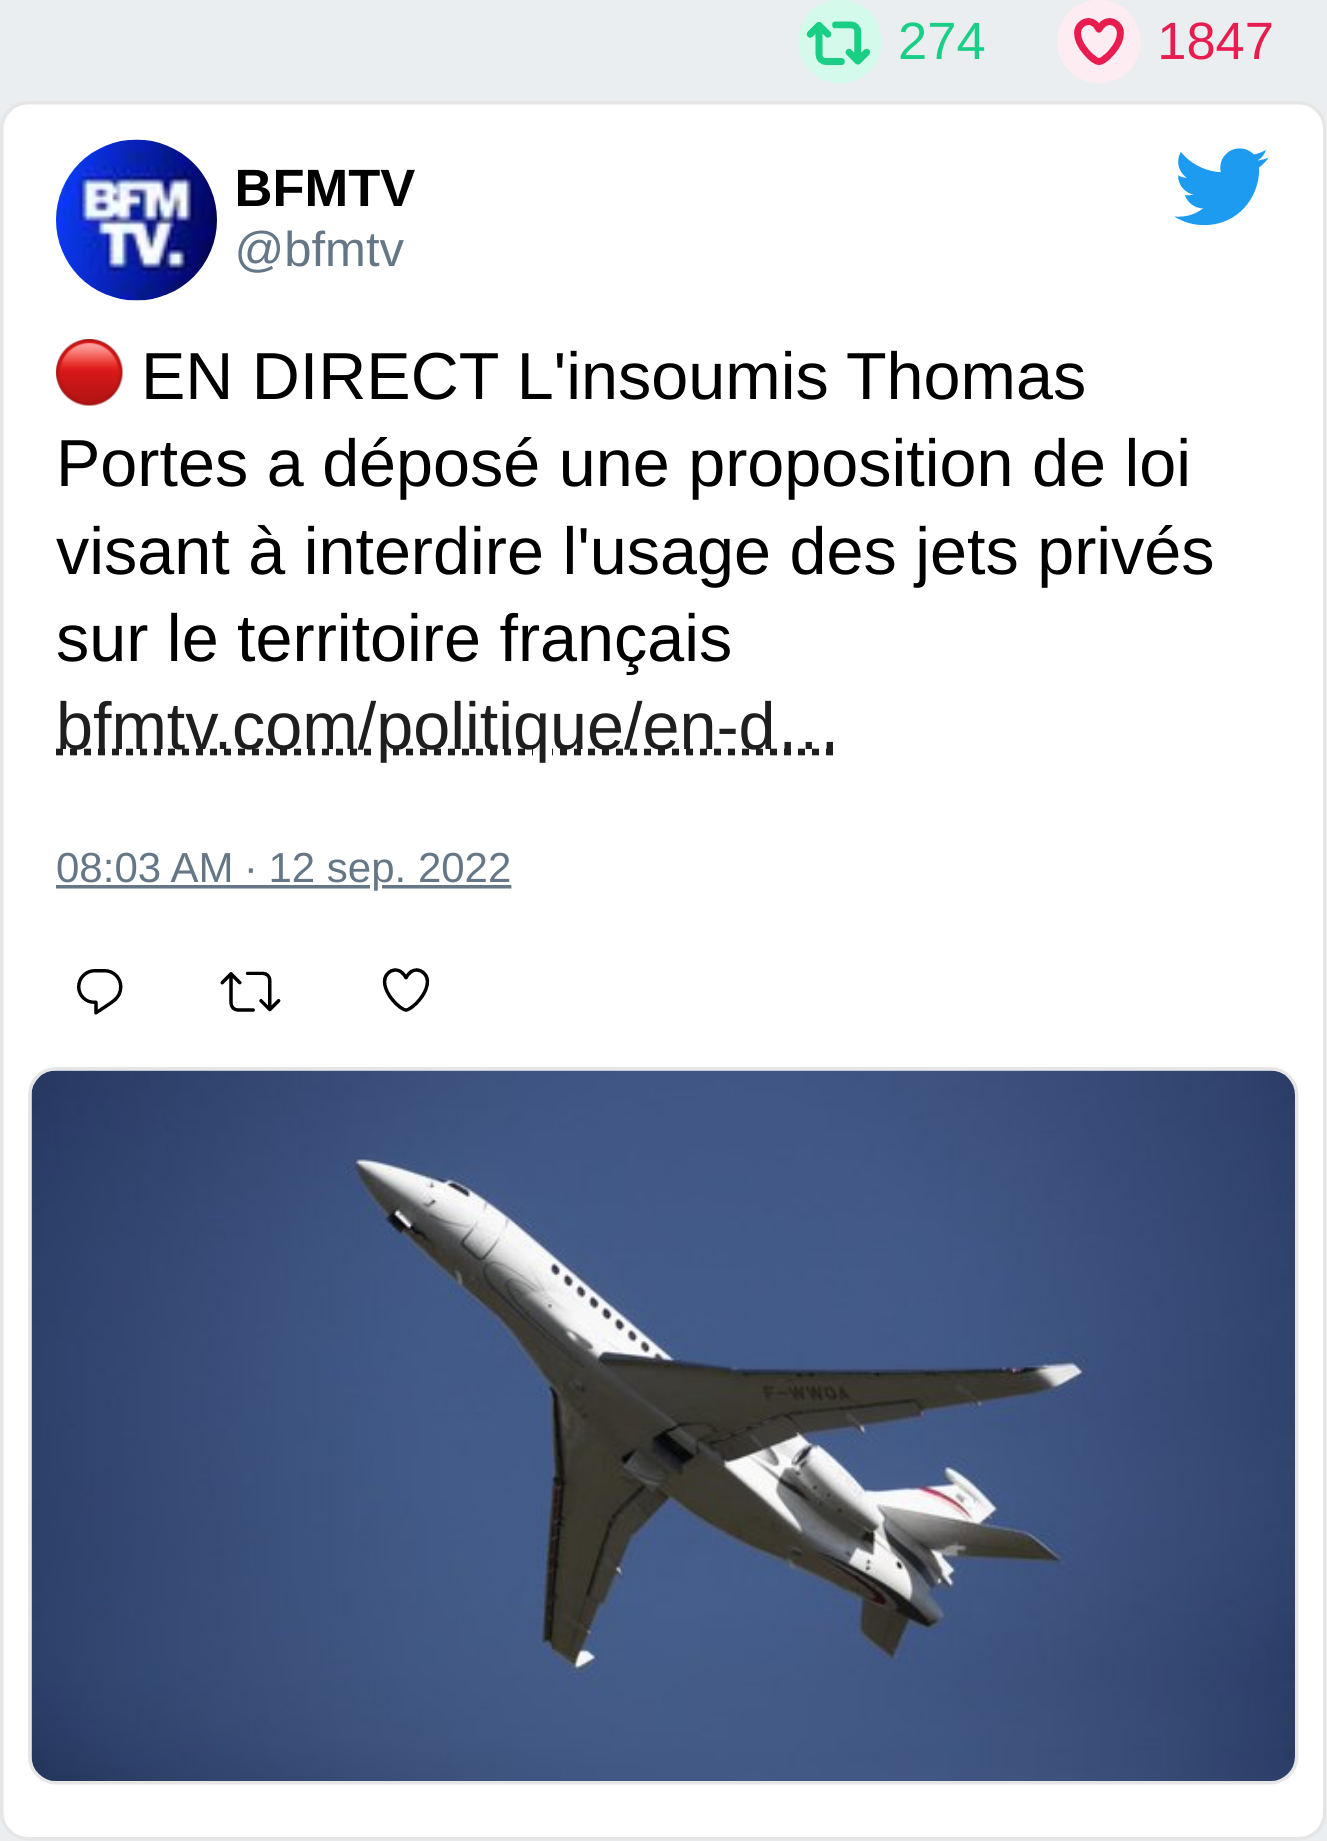 274 1847
BFM
TV.
BFMTV
@bfmtv
🔴 EN DIRECT L'insoumis Thomas
Portes a déposé une proposition de loi
visant à interdire l'usage des jets privés
sur le territoire français
bfmtv.com/politique/en-d…
08:03 AM · 12 sep. 2022
F-WWOA